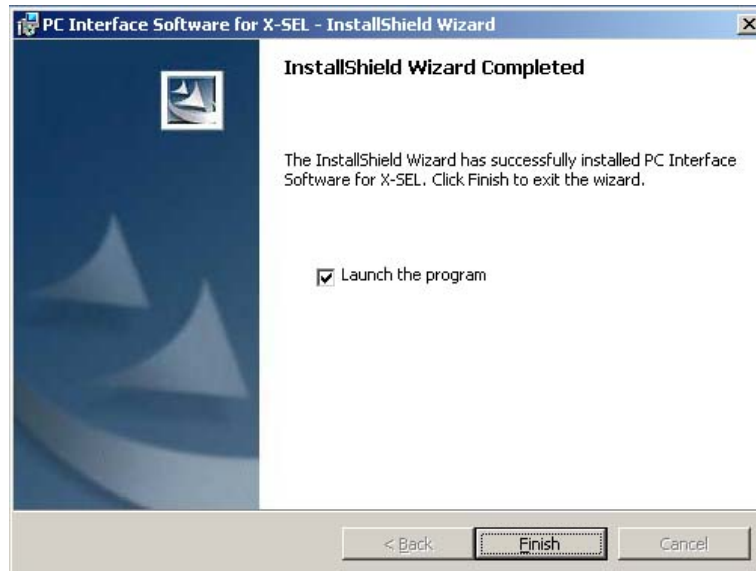 PC Interface Software for X-SEL - InstallShield Wizard
InstallShield Wizard Completed
The InstallShield Wizard has successfully installed PC Interface
Software for X-SEL. Click Finish to exit the wizard.
Launch the program
< Back
Finish
Cancel